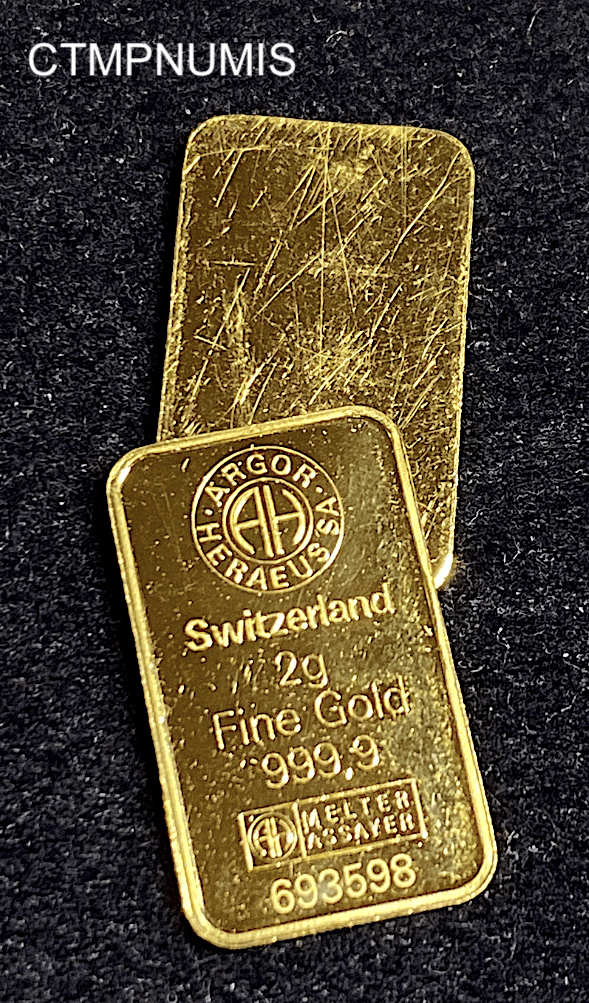 CTMPNUMIS
ARGOR · HERAEUS SA ·
AH
Switzerland
2g
Fine Gold
999,9
AH MELTER
ASSAYER
693598